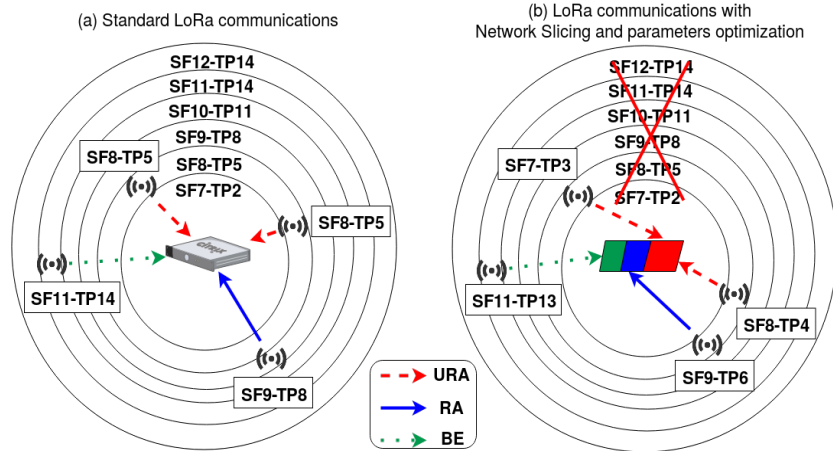 (a) Standard LoRa communications
SF12-TP14
SF11-TP14
SF10-TP11
SF9-TP8
SF8-TP5
SF7-TP2
SF8-TP5
SF8-TP5
SF11-TP14
SF9-TP8
citrix
(b) LoRa communications with
Network Slicing and parameters optimization
SF12-TP14
SF11-TP14
SF10-TP11
SF9-TP8
SF8-TP5
SF7-TP2
SF7-TP3
SF11-TP13
SF8-TP4
SF9-TP6
URA
RA
BE